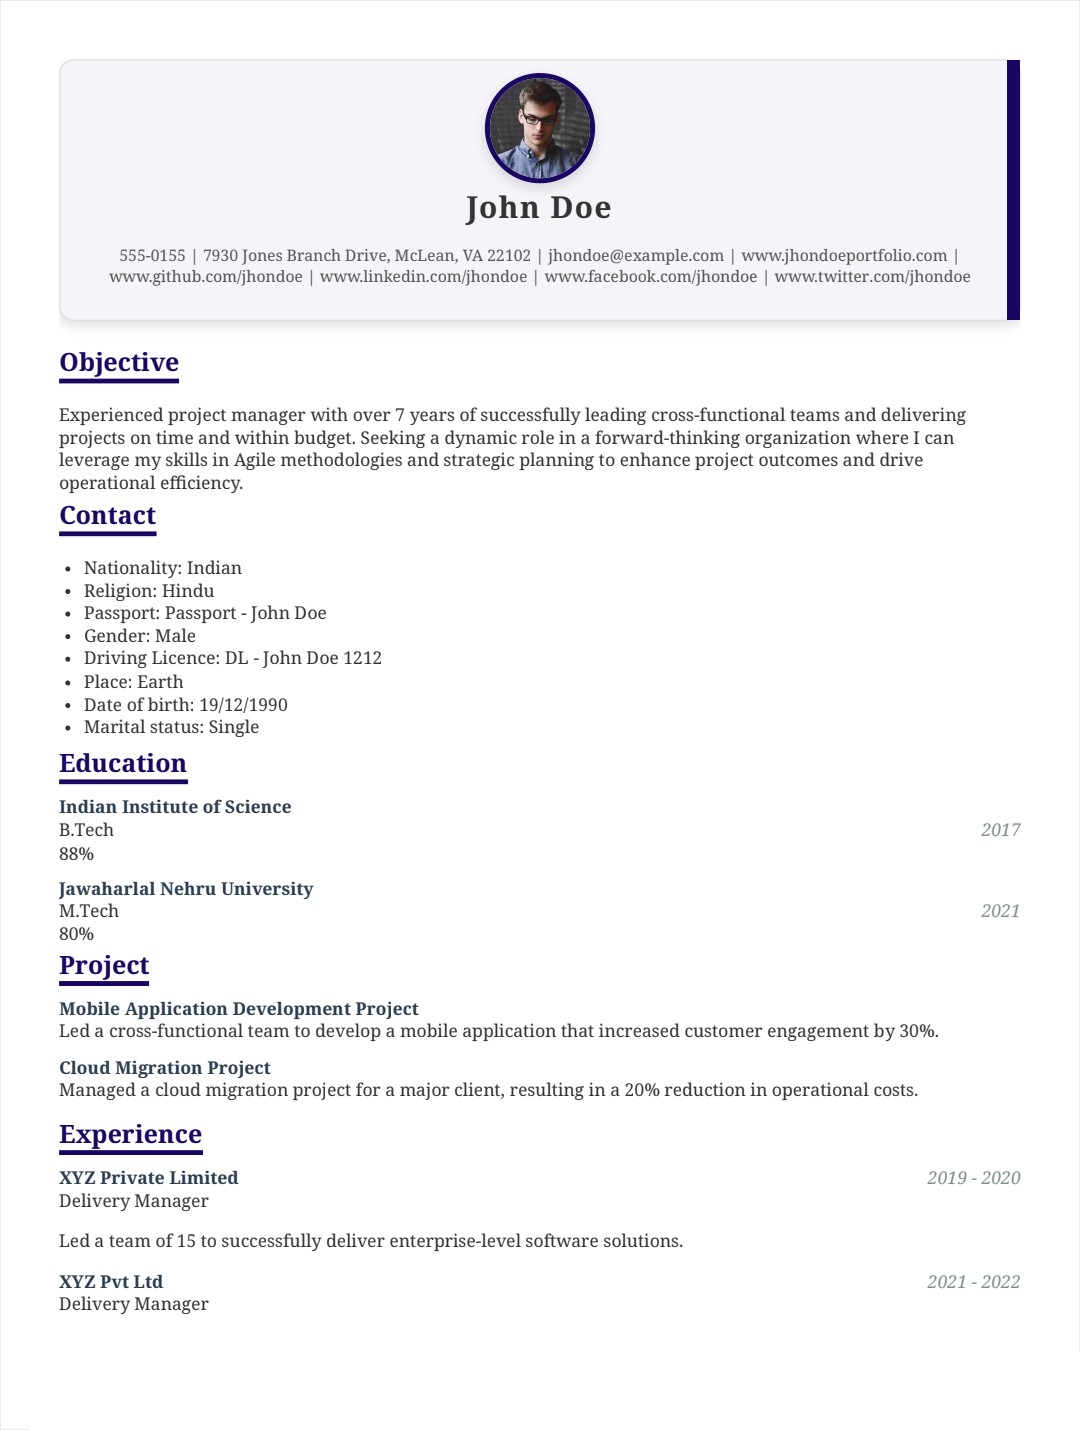 John Doe
555-0155 | 7930 Jones Branch Drive, McLean, VA 22102 | jhondoe@example.com | www.jhondoeportfolio.com |
www.github.com/jhondoe | www.linkedin.com/jhondoe | www.facebook.com/jhondoe | www.twitter.com/jhondoe
Objective
Experienced project manager with over 7 years of successfully leading cross-functional teams and delivering
projects on time and within budget. Seeking a dynamic role in a forward-thinking organization where I can
leverage my skills in Agile methodologies and strategic planning to enhance project outcomes and drive
operational efficiency.
Contact
• Nationality: Indian
• Religion: Hindu
• Passport: Passport - John Doe
• Gender: Male
• Driving Licence: DL - John Doe 1212
• Place: Earth
• Date of birth: 19/12/1990
• Marital status: Single
Education
Indian Institute of Science
B.Tech 2017
88%
Jawaharlal Nehru University
M.Tech 2021
80%
Project
Mobile Application Development Project
Led a cross-functional team to develop a mobile application that increased customer engagement by 30%.
Cloud Migration Project
Managed a cloud migration project for a major client, resulting in a 20% reduction in operational costs.
Experience
XYZ Private Limited 2019 - 2020
Delivery Manager
Led a team of 15 to successfully deliver enterprise-level software solutions.
XYZ Pvt Ltd 2021 - 2022
Delivery Manager